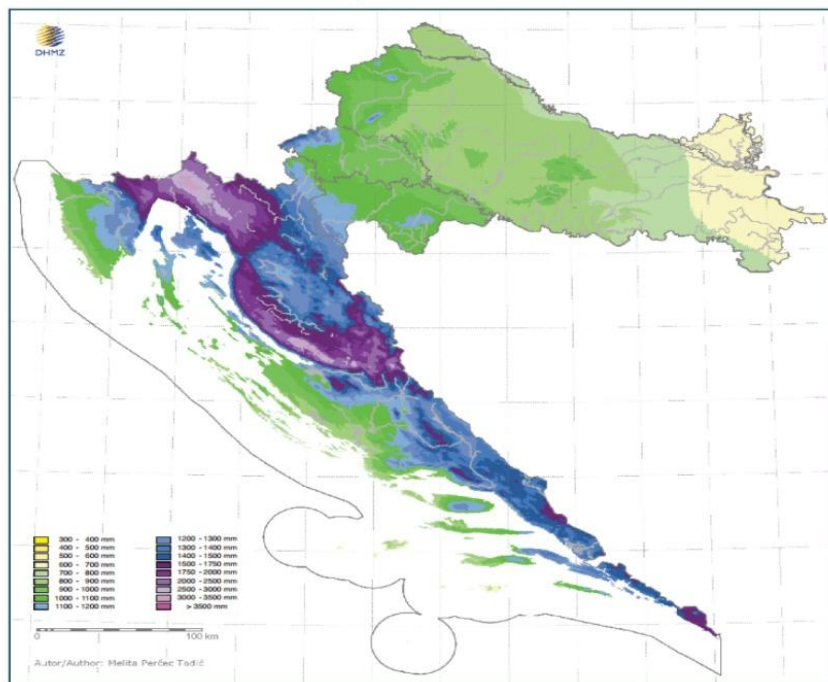 DHMZ
300 - 400 mm
400 - 500 mm
500 - 600 mm
600 - 700 mm
700 - 800 mm
800 - 900 mm
900 - 1000 mm
1000 - 1100 mm
1100 - 1200 mm
1200 - 1300 mm
1300 - 1400 mm
1400 - 1500 mm
1500 - 1750 mm
1750 - 2000 mm
2000 - 2500 mm
2500 - 3000 mm
3000 - 3500 mm
> 3500 mm
0 100 km
Autor/Author: Melita Perčec Tadić